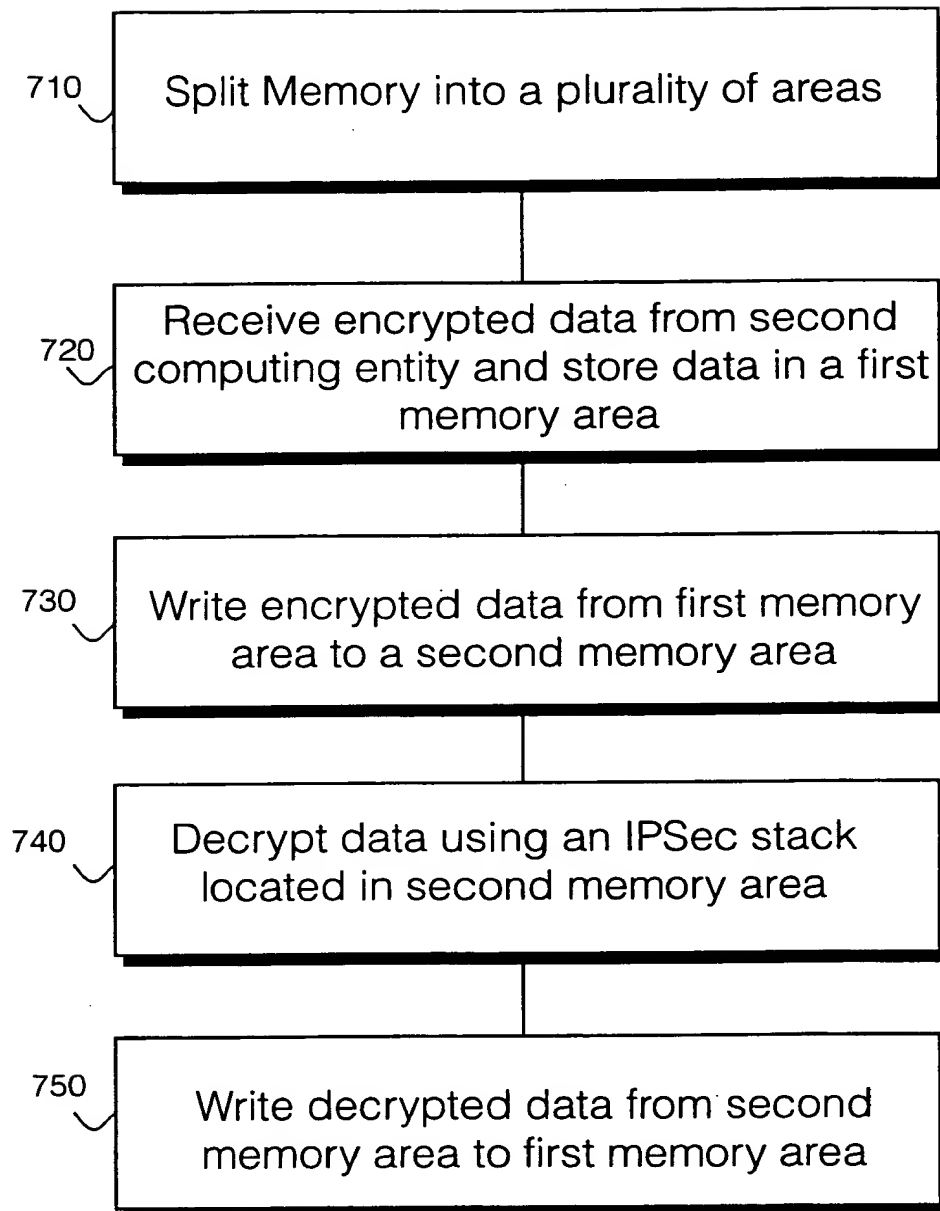 710
Split Memory into a plurality of areas
720
Receive encrypted data from second
computing entity and store data in a first
memory area
730
Write encrypted data from first memory
area to a second memory area
740
Decrypt data using an IPSec stack
located in second memory area
750
Write decrypted data from second
memory area to first memory area